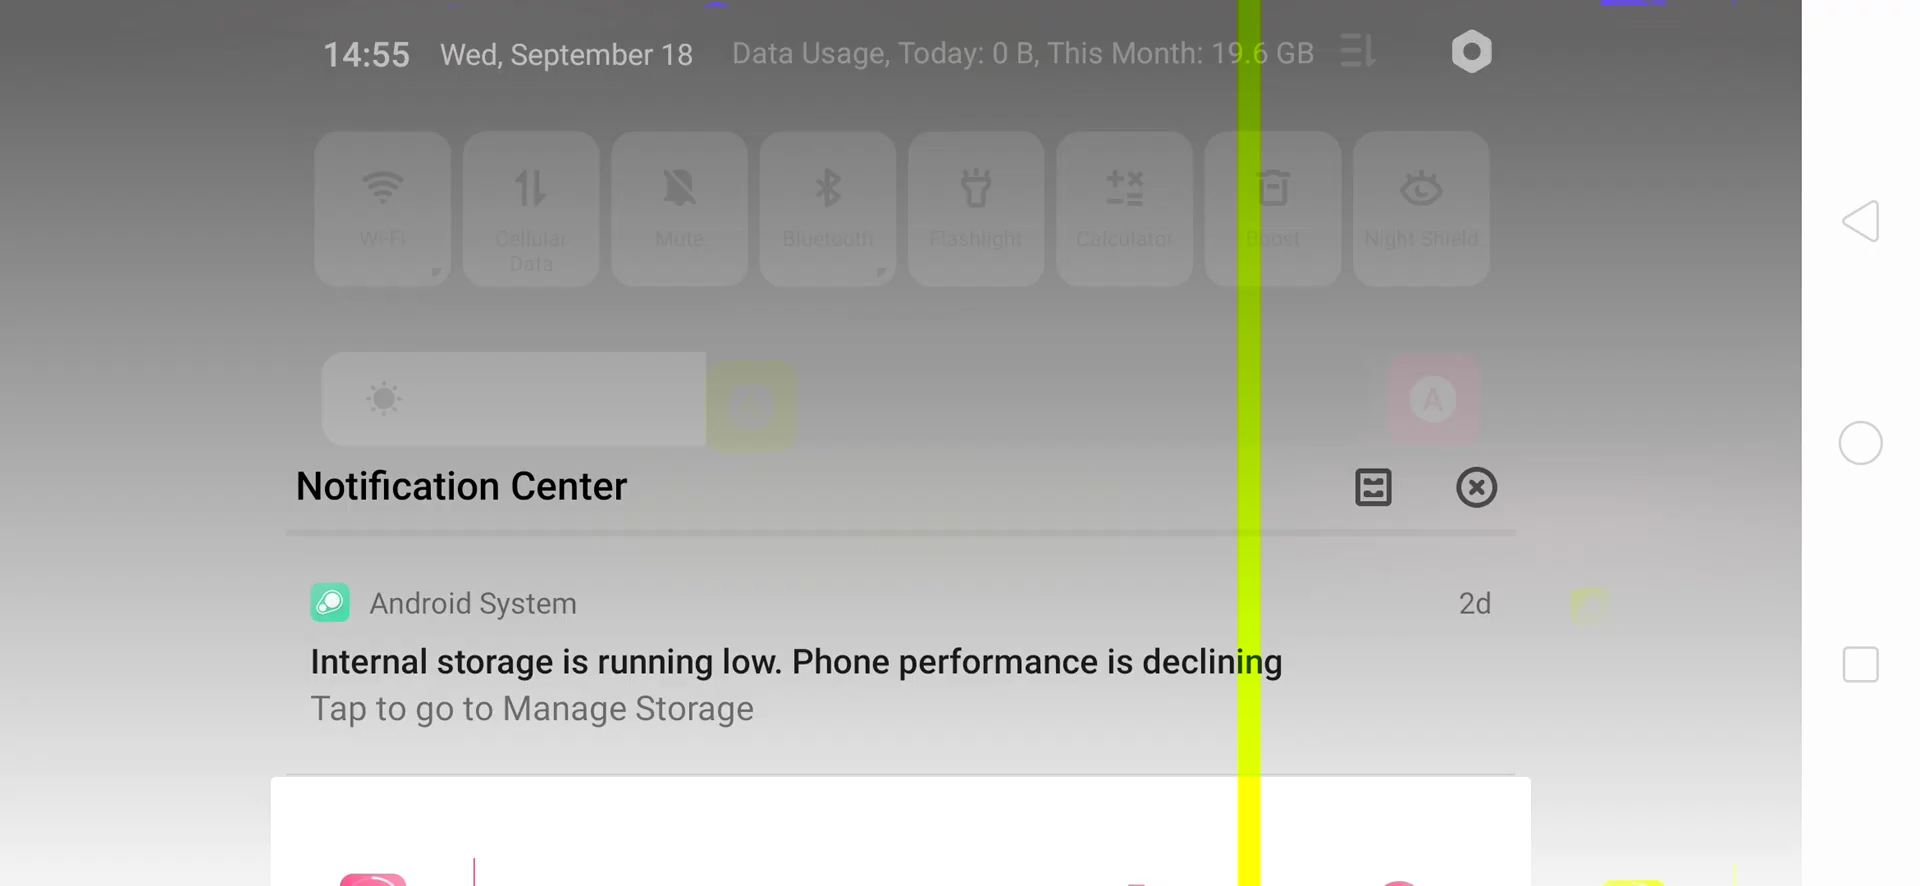 14:55 Wed, September 18 Data Usage, Today: 0 B, This Month: 19.6 GB
Wi-Fi Cellular Data Mute Bluetooth Flashlight Calculator Boost Night Shield
A A
Notification Center
Android System 2d
Internal storage is running low. Phone performance is declining
Tap to go to Manage Storage